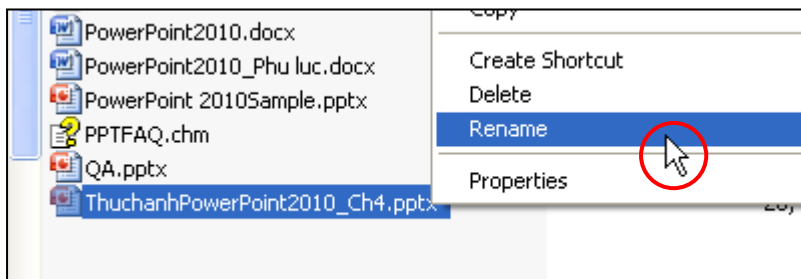 PowerPoint2010.docx
PowerPoint2010_Phu luc.docx
PowerPoint 2010Sample.pptx
PPTFAQ.chm
QA.pptx
ThuchanhPowerPoint2010_Ch4.pptx
Copy
Create Shortcut
Delete
Rename
Properties